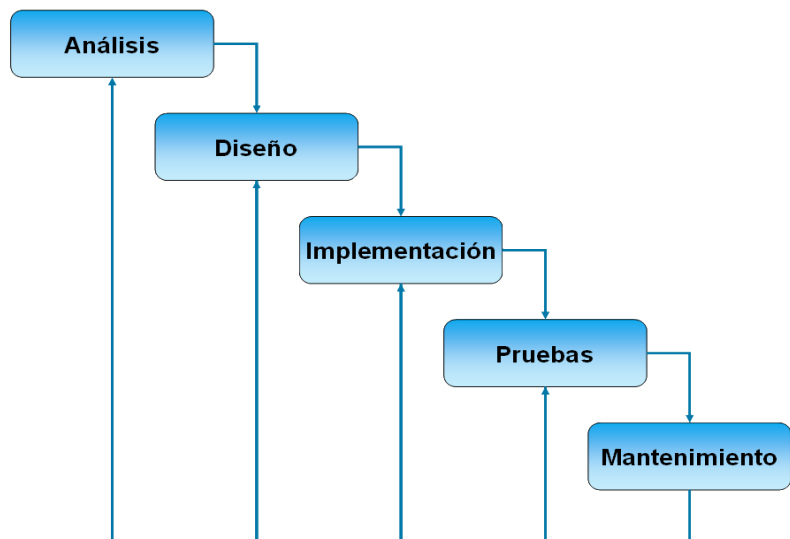 Análisis
Diseño
Implementación
Pruebas
Mantenimiento